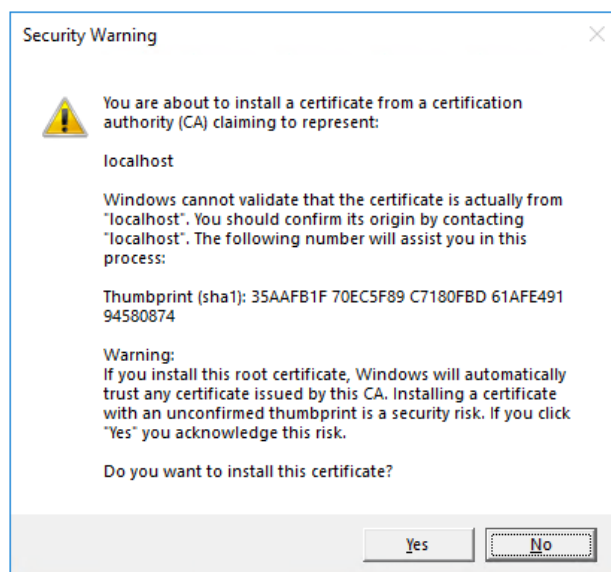 Security Warning
You are about to install a certificate from a certification
authority (CA) claiming to represent:
localhost
Windows cannot validate that the certificate is actually from
"localhost". You should confirm its origin by contacting
"localhost". The following number will assist you in this
process:
Thumbprint (sha1): 35AAFB1F 70EC5F89 C7180FBD 61AFE491
94580874
Warning:
If you install this root certificate, Windows will automatically
trust any certificate issued by this CA. Installing a certificate
with an unconfirmed thumbprint is a security risk. If you click
"Yes" you acknowledge this risk.
Do you want to install this certificate?
Yes
No